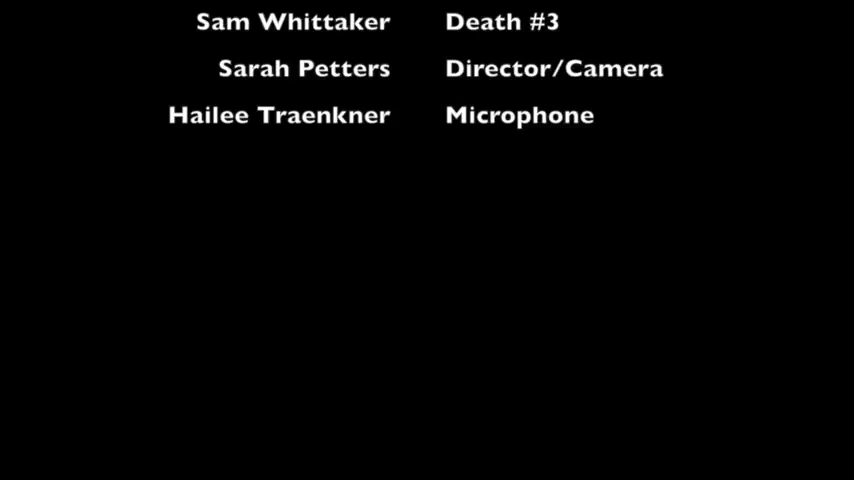 Sam Whittaker Death #3
Sarah Petters Director/Camera
Hailee Traenkner Microphone